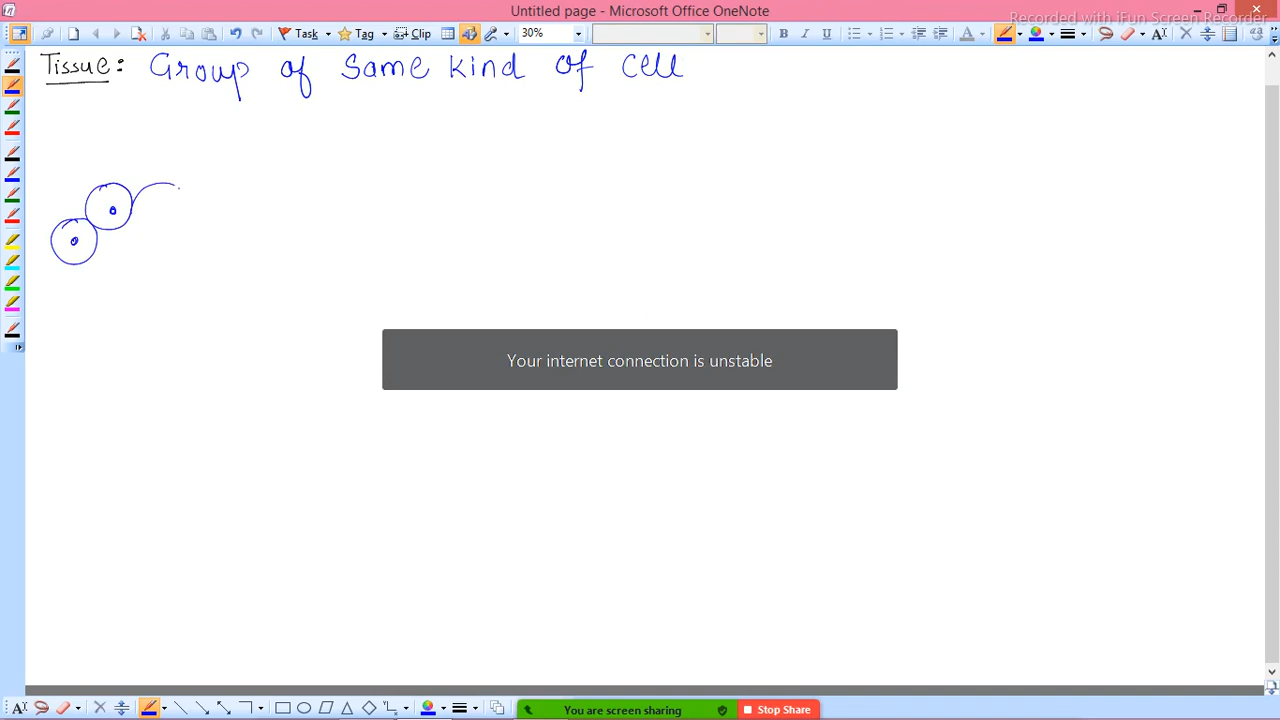 Untitled page - Microsoft Office OneNote
Recorded with iFun Screen Recorder
Task Tag Clip 30% B I U A
Tissue: Group of Same Kind of Cell
Your internet connection is unstable
You are screen sharing Stop Share